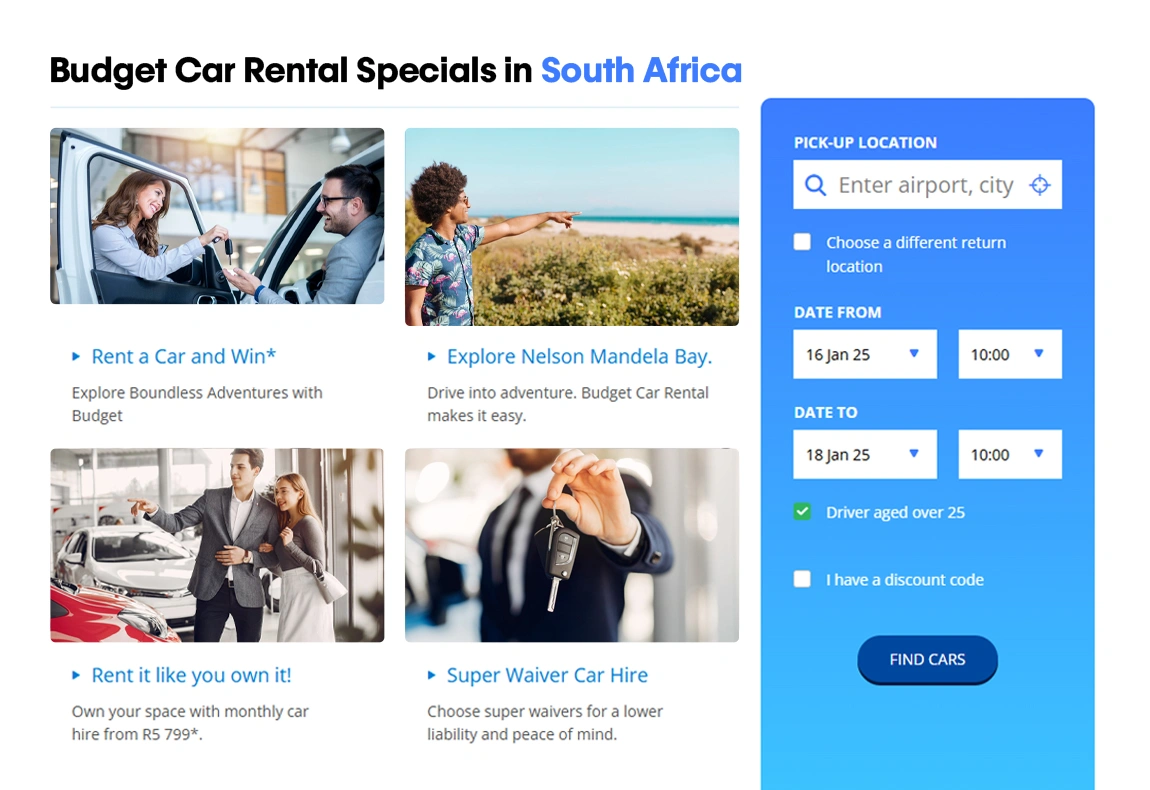 Budget Car Rental Specials in South Africa
Rent a Car and Win*
Explore Boundless Adventures with
Budget
Explore Nelson Mandela Bay.
Drive into adventure. Budget Car Rental
makes it easy.
Rent it like you own it!
Own your space with monthly car
hire from R5 799*.
Super Waiver Car Hire
Choose super waivers for a lower
liability and peace of mind.
PICK-UP LOCATION
Enter airport, city
Choose a different return
location
DATE FROM
16 Jan 25
10:00
DATE TO
18 Jan 25
10:00
Driver aged over 25
I have a discount code
FIND CARS